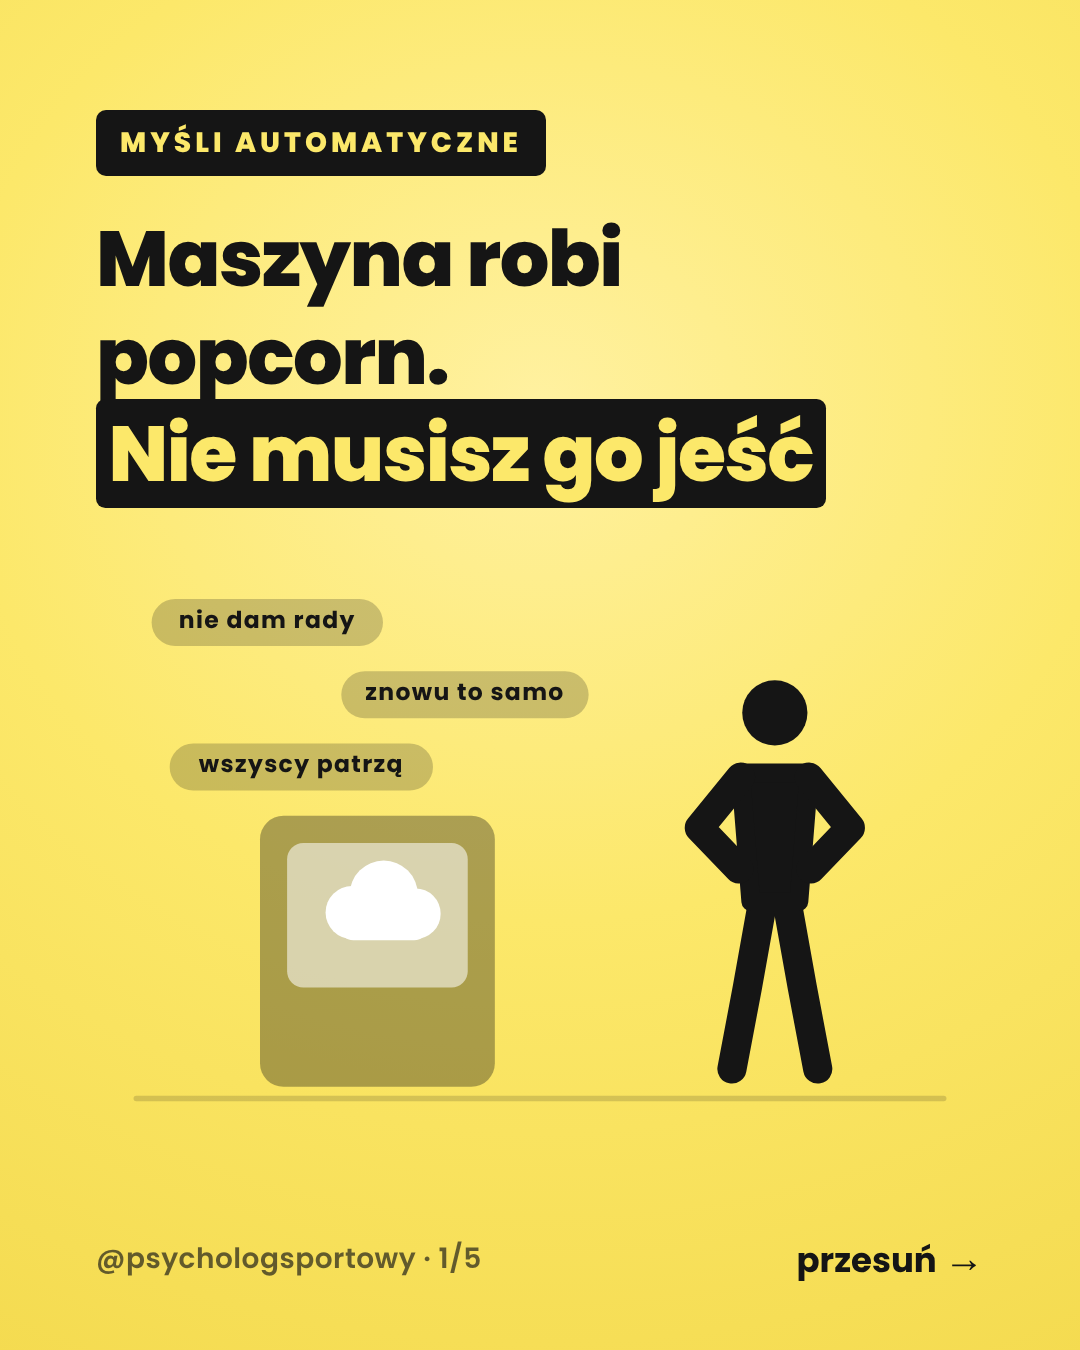 MYŚLI AUTOMATYCZNE
Maszyna robi
popcorn.
Nie musisz go jeść
nie dam rady
znowu to samo
wszyscy patrzą
@psychologsportowy · 1/5
przesuń →